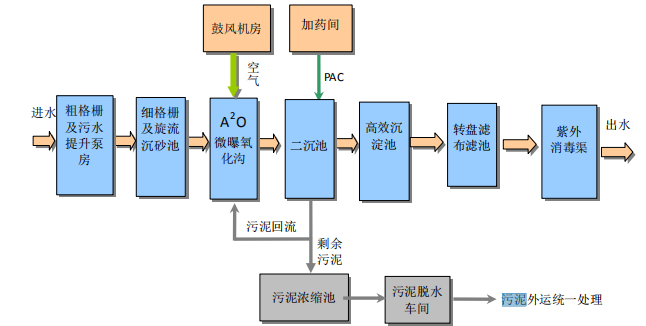 鼓风机房
加药间
空
气
PAC
进水
粗格栅
及污水
提升泵
房
细格栅
及旋流
沉砂池
A²O
微曝氧
化沟
二沉池
高效沉
淀池
转盘滤
布滤池
紫外
消毒渠
出水
污泥回流
剩余
污泥
污泥浓缩池
污泥脱水
车间
污泥外运统一处理